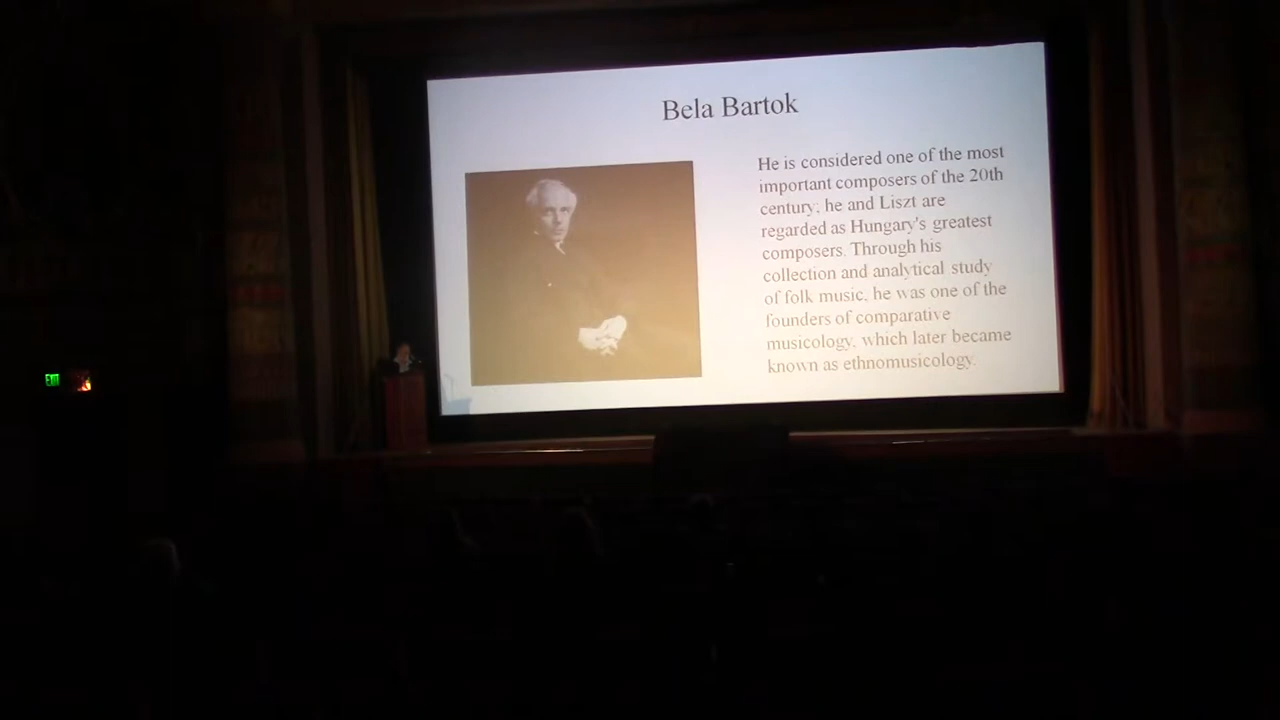 Bela Bartok
He is considered one of the most
important composers of the 20th
century; he and Liszt are
regarded as Hungary's greatest
composers. Through his
collection and analytical study
of folk music, he was one of the
founders of comparative
musicology, which later became
known as ethnomusicology.
EXIT